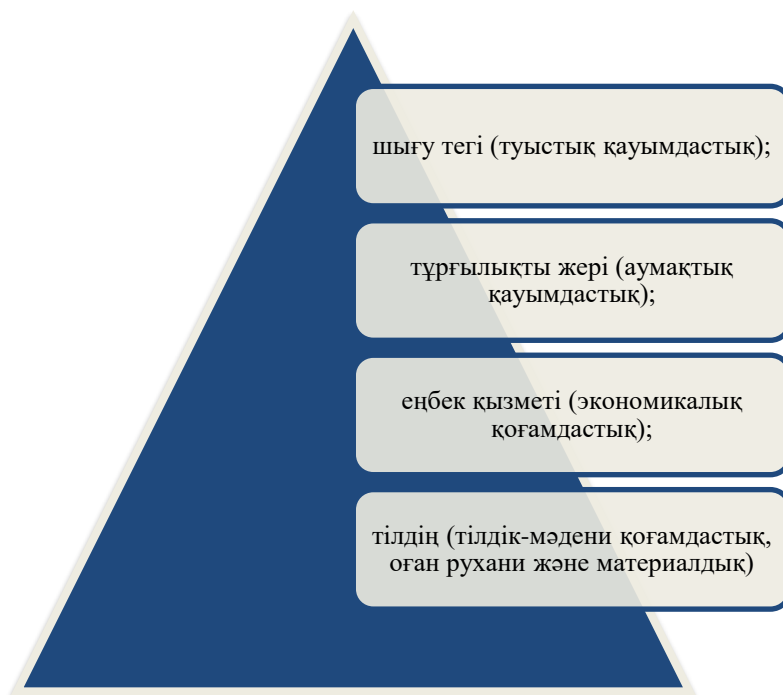 шығу тегі (туыстық қауымдастық);
тұрғылықты жері (аумақтық
қауымдастық);
еңбек қызметі (экономикалық
қоғамдастық);
тілдің (тілдік-мәдени қоғамдастық,
оған рухани және материалдық)